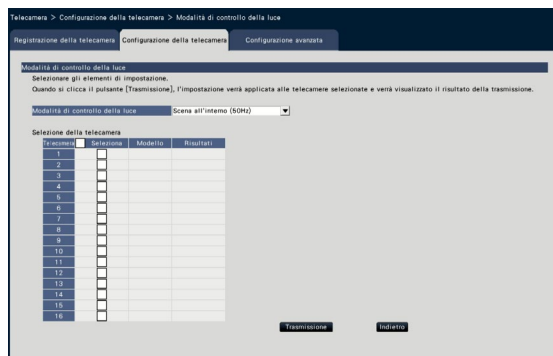 Telecamera > Configurazione della telecamera > Modalità di controllo della luce
Registrazione della telecamera Configurazione della telecamera Configurazione avanzata
Modalità di controllo della luce
Selezionare gli elementi di impostazione.
Quando si clicca il pulsante [Trasmissione], l'impostazione verrà applicata alle telecamere selezionate e verrà visualizzato il risultato della trasmissione.
Modalità di controllo della luce Scena all'interno (50Hz)
Selezione della telecamera
Telecamera Seleziona Modello Risultati
1
2
3
4
5
6
7
8
9
10
11
12
13
14
15
16
Trasmissione Indietro